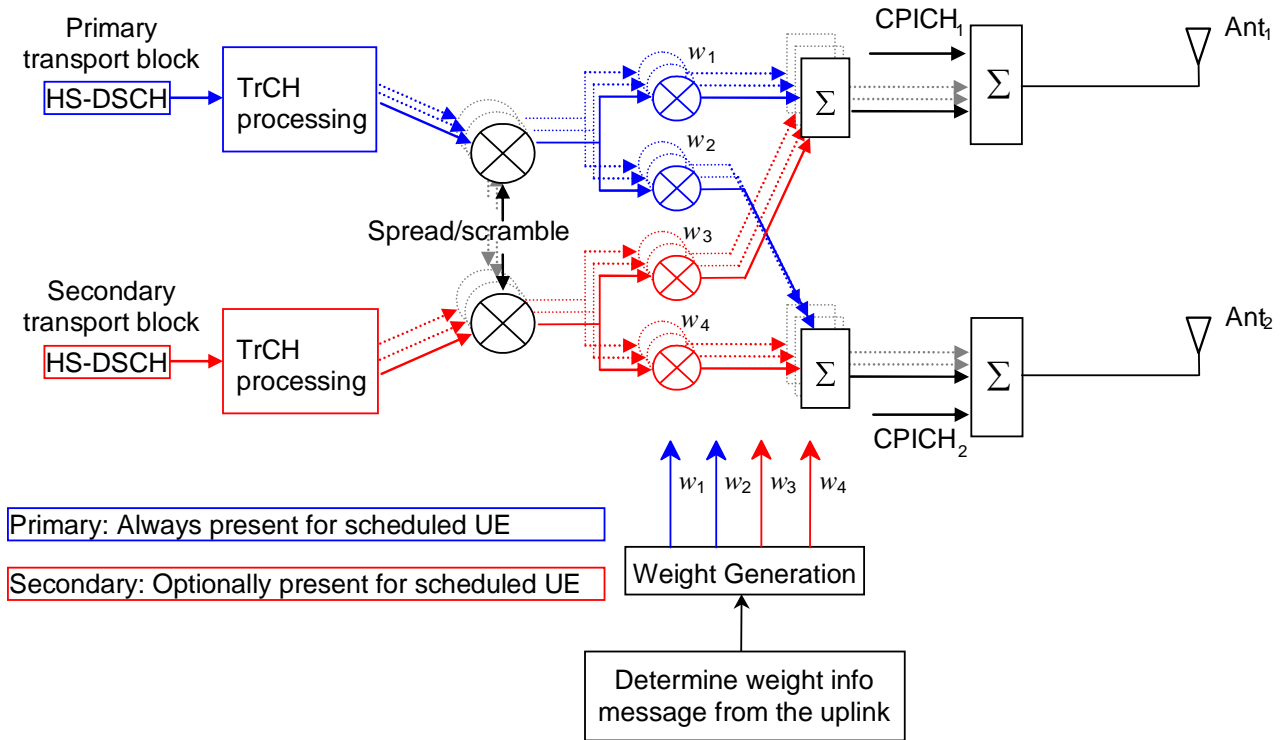 Primary
transport block
HS-DSCH
TrCH
processing
w1
w2
Σ
CPICH1
Σ
Ant1
Spread/scramble
Secondary
transport block
HS-DSCH
TrCH
processing
w3
w4
Σ
CPICH2
Σ
Ant2
w1 w2 w3 w4
Primary: Always present for scheduled UE
Secondary: Optionally present for scheduled UE
Weight Generation
Determine weight info
message from the uplink